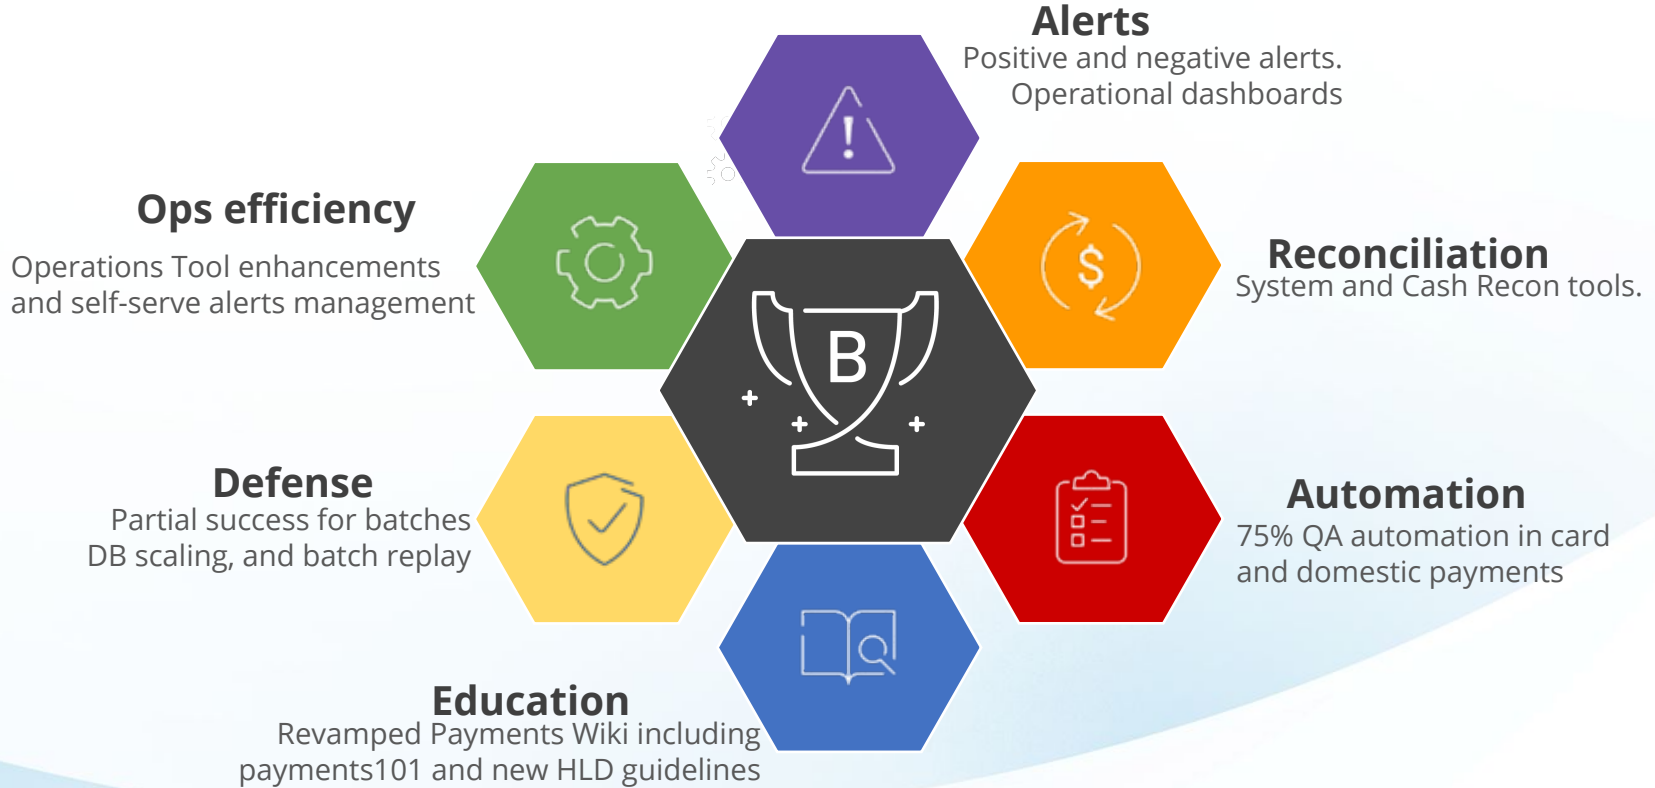 Alerts
Positive and negative alerts.
Operational dashboards
Ops efficiency
Operations Tool enhancements
and self-serve alerts management
Reconciliation
System and Cash Recon tools.
B
Defense
Partial success for batches
DB scaling, and batch replay
Automation
75% QA automation in card
and domestic payments
Education
Revamped Payments Wiki including
payments101 and new HLD guidelines